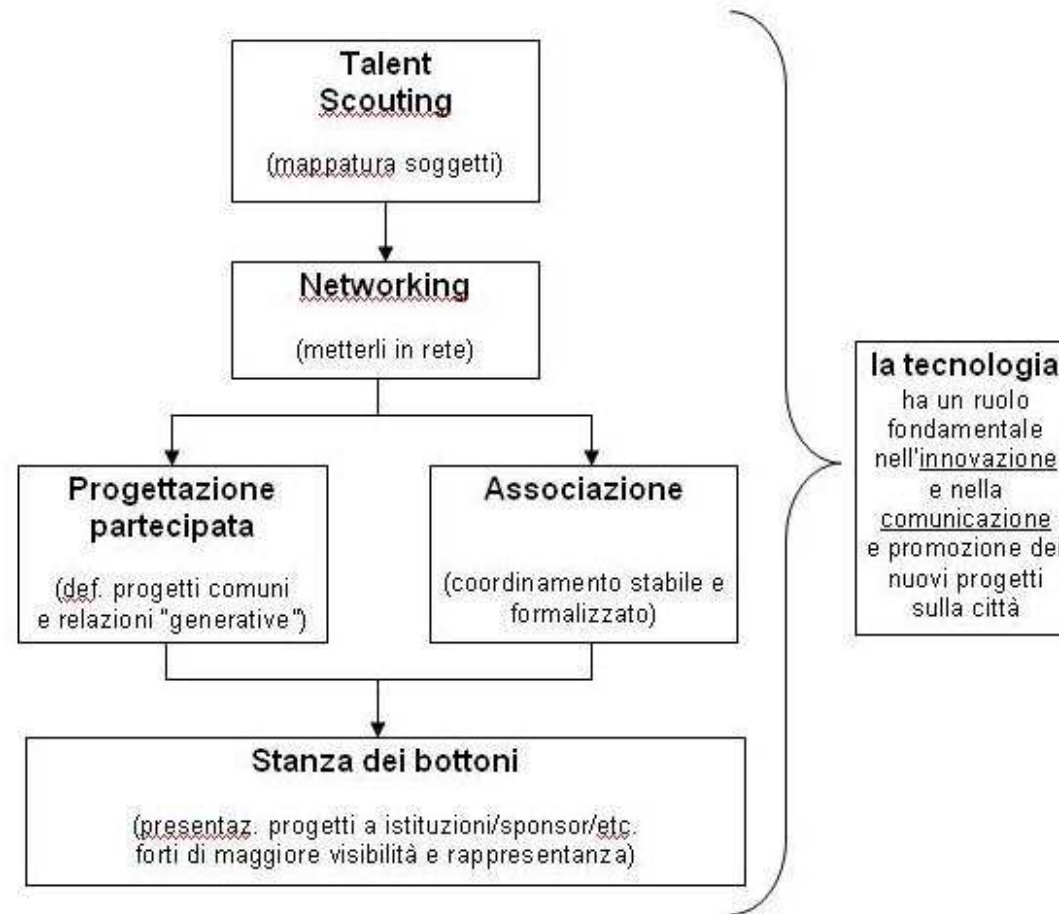 Talent
Scouting
(mappatura soggetti)
Networking
(metterli in rete)
Progettazione
partecipata
(def. progetti comuni
e relazioni "generative")
Associazione
(coordinamento stabile e
formalizzato)
Stanza dei bottoni
(presentaz. progetti a istituzioni/sponsor/etc.
forti di maggiore visibilità e rappresentanza)
la tecnologia
ha un ruolo
fondamentale
nell'innovazione
e nella
comunicazione
e promozione dei
nuovi progetti
sulla città